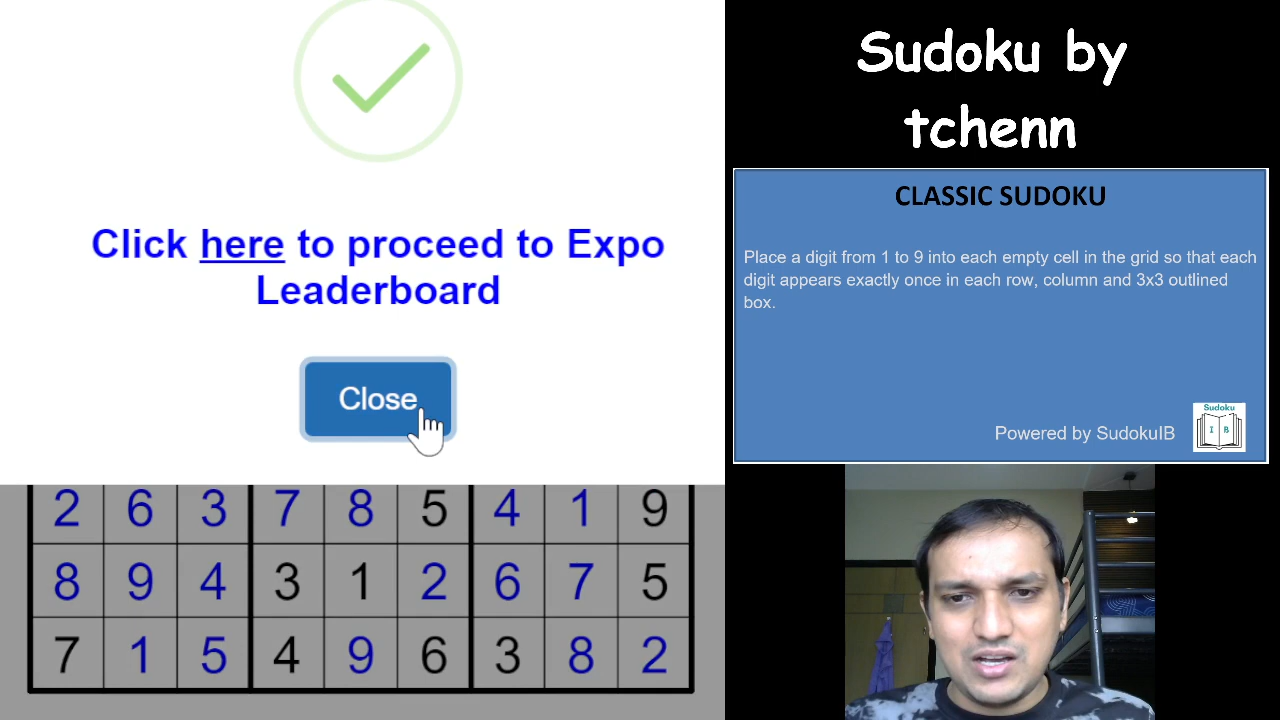 Click here to proceed to Expo
Leaderboard
Close
2 6 3 7 8 5 4 1 9
8 9 4 3 1 2 6 7 5
7 1 5 4 9 6 3 8 2
Sudoku by
tchenn
CLASSIC SUDOKU
Place a digit from 1 to 9 into each empty cell in the grid so that each
digit appears exactly once in each row, column and 3x3 outlined
box.
Powered by SudokuIB
Sudoku
I B